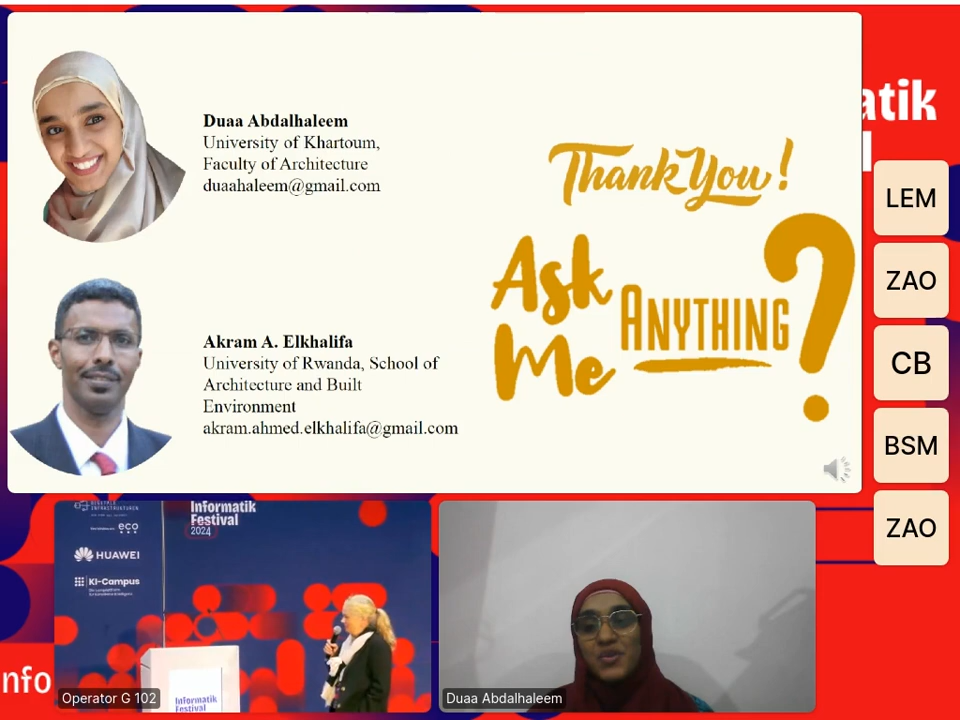 Duaa Abdalhaleem
University of Khartoum,
Faculty of Architecture
duaahaleem@gmail.com
Akram A. Elkhalifa
University of Rwanda, School of
Architecture and Built
Environment
akram.ahmed.elkhalifa@gmail.com
Thank You!
Ask
Me
ANYTHING?
atik
LEM
ZAO
CB
BSM
ZAO
eco
HUAWEI
KI-Campus
Informatik
Festival
2024
Informatik
Festival
nfo
Operator G 102
Duaa Abdalhaleem